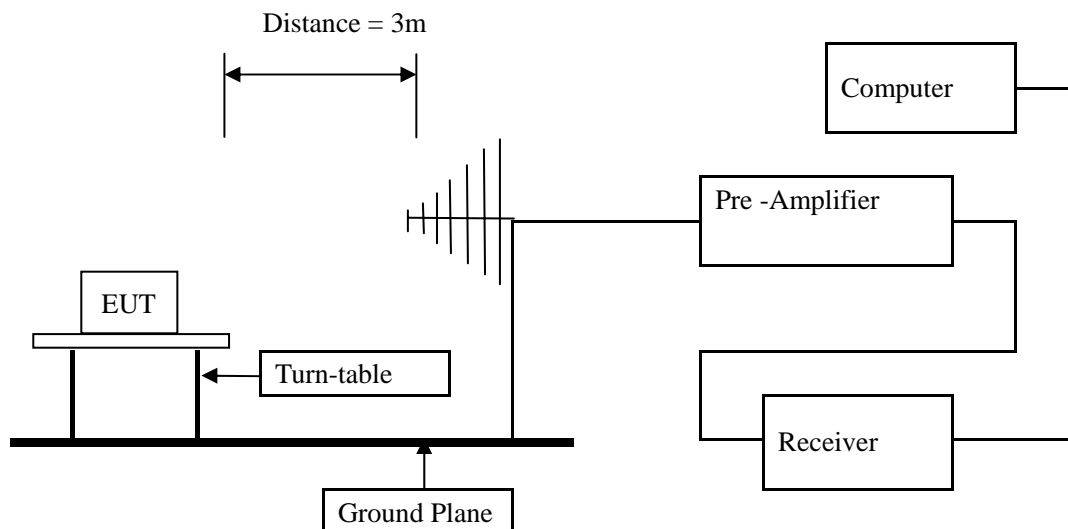 Distance = 3m
Computer
Pre -Amplifier
EUT
Turn-table
Receiver
Ground Plane